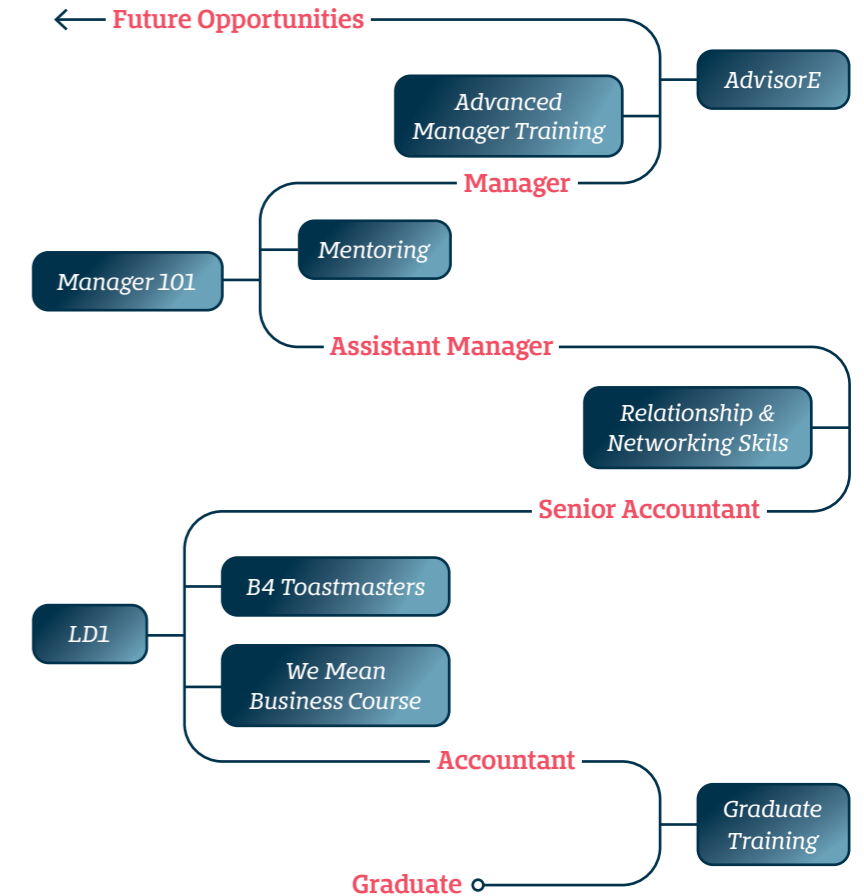 Future Opportunities
AdvisorE
Advanced
Manager Training
Manager
Mentoring
Manager 101
Assistant Manager
Relationship &
Networking Skils
Senior Accountant
B4 Toastmasters
LD1
We Mean
Business Course
Accountant
Graduate
Training
Graduate